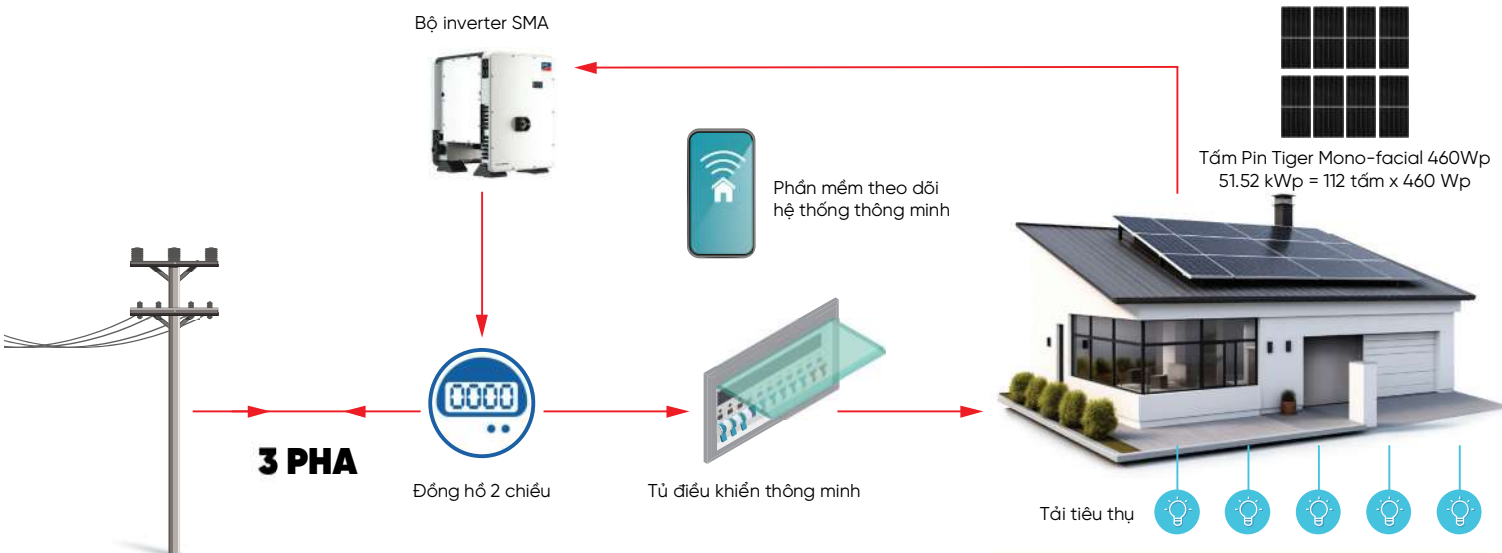 Bộ inverter SMA
Tấm Pin Tiger Mono-facial 460Wp
51.52 kWp = 112 tấm x 460 Wp
Phần mềm theo dõi
hệ thống thông minh
0000
3 PHA
Đồng hồ 2 chiều
Tủ điều khiển thông minh
Tải tiêu thụ